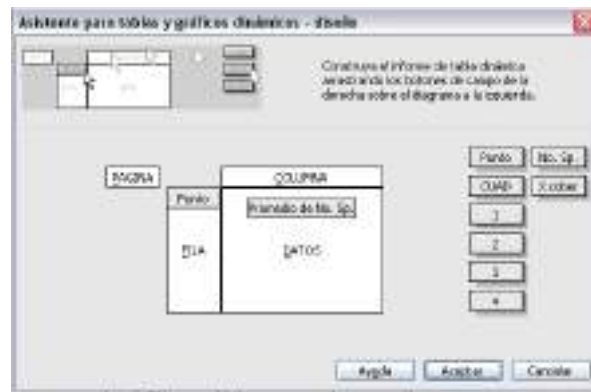 Asistente para tablas y gráficos dinámicos - diseño
Construya el informe de tabla dinámica
arrastrando los botones de campo de la
derecha sobre el diagrama a la izquierda.
PÁGINA
COLUMNA
Punto
Promedio de No. Sp.
FILA
DATOS
Punto
No. Sp.
CUAD
X cober
1
2
3
4
Ayuda
Aceptar
Cancelar